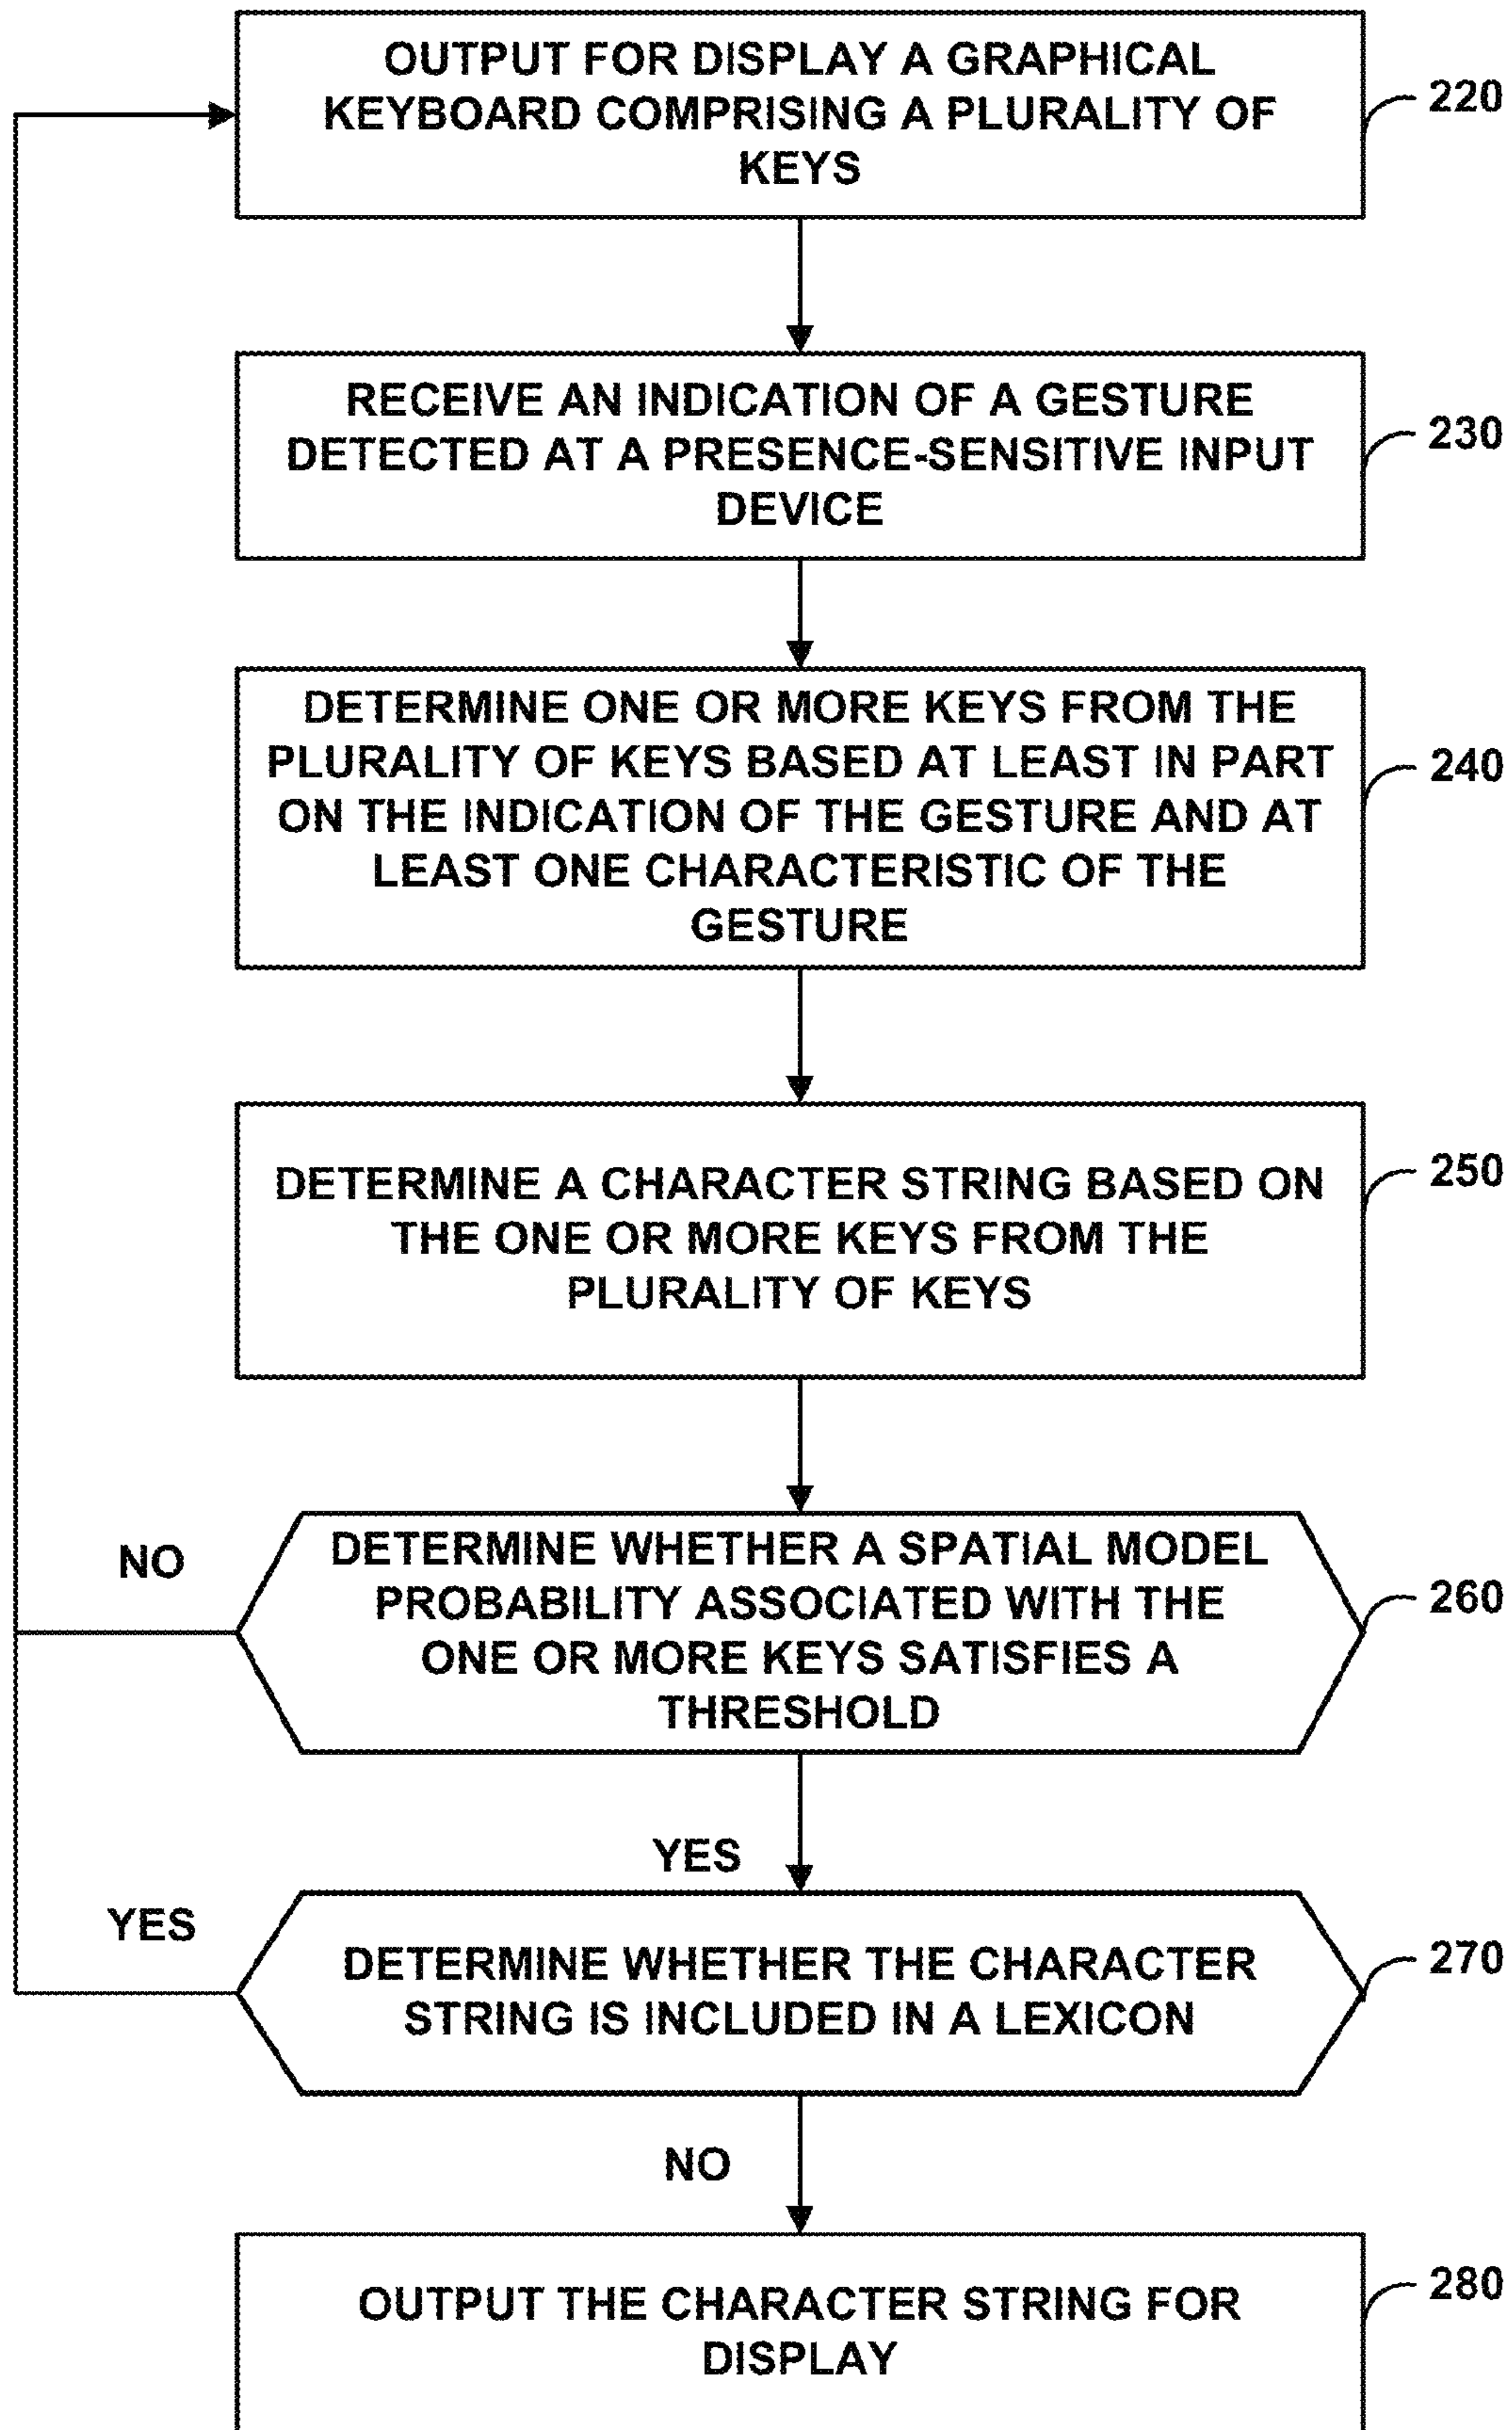 OUTPUT FOR DISPLAY A GRAPHICAL
KEYBOARD COMPRISING A PLURALITY OF
KEYS
220
RECEIVE AN INDICATION OF A GESTURE
DETECTED AT A PRESENCE-SENSITIVE INPUT
DEVICE
230
DETERMINE ONE OR MORE KEYS FROM THE
PLURALITY OF KEYS BASED AT LEAST IN PART
ON THE INDICATION OF THE GESTURE AND AT
LEAST ONE CHARACTERISTIC OF THE
GESTURE
240
DETERMINE A CHARACTER STRING BASED ON
THE ONE OR MORE KEYS FROM THE
PLURALITY OF KEYS
250
NO
DETERMINE WHETHER A SPATIAL MODEL
PROBABILITY ASSOCIATED WITH THE
ONE OR MORE KEYS SATISFIES A
THRESHOLD
260
YES
YES
DETERMINE WHETHER THE CHARACTER
STRING IS INCLUDED IN A LEXICON
270
NO
OUTPUT THE CHARACTER STRING FOR
DISPLAY
280